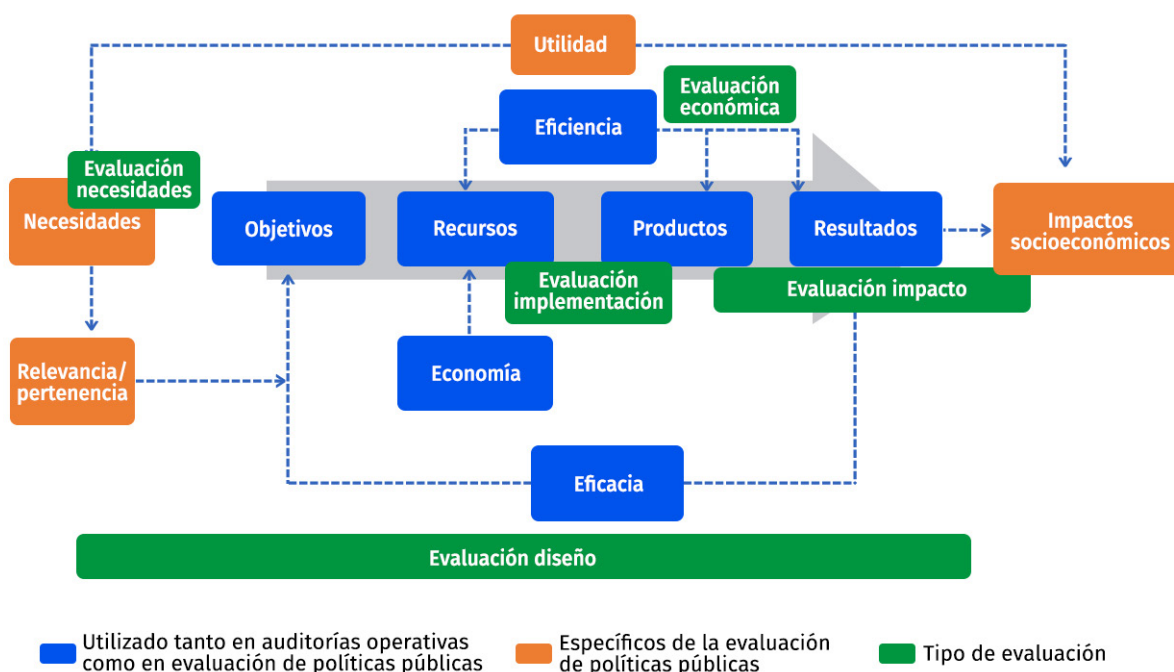 Utilidad
Evaluación
económica
Eficiencia
Evaluación
necesidades
Necesidades
Objetivos
Recursos
Productos
Resultados
Impactos
socioeconómicos
Evaluación
implementación
Evaluación impacto
Relevancia/
pertenencia
Economía
Eficacia
Evaluación diseño
Utilizado tanto en auditorías operativas
como en evaluación de políticas públicas
Específicos de la evaluación
de políticas públicas
Tipo de evaluación